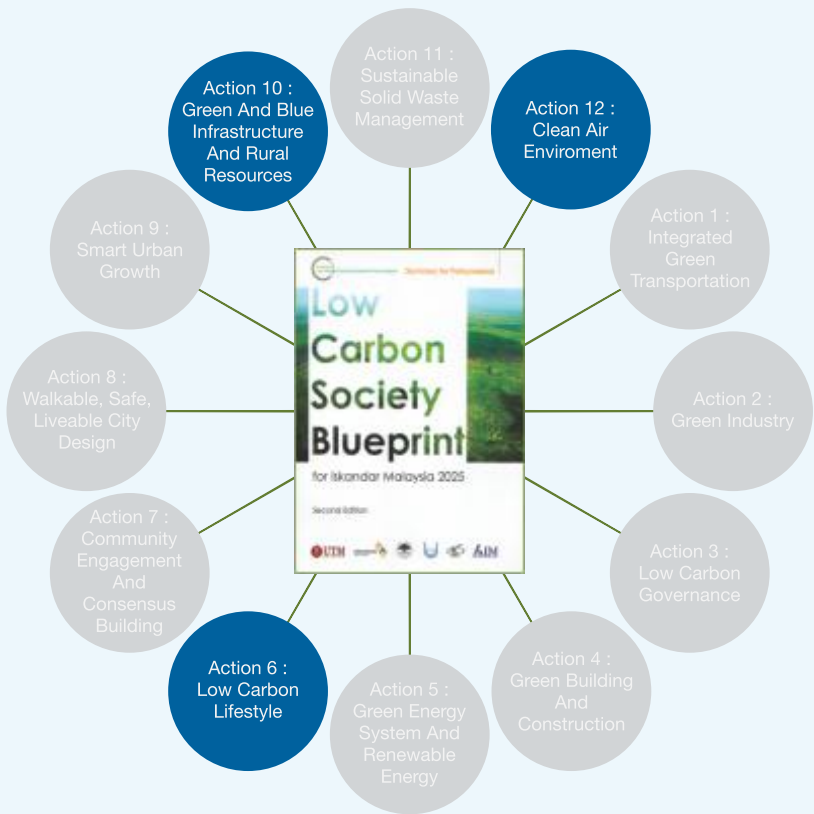 Action 11 :
Sustainable
Solid Waste
Management
Action 12 :
Clean Air
Enviroment
Action 1 :
Integrated
Green
Transportation
Action 2 :
Green Industry
Action 3 :
Low Carbon
Governance
Action 4 :
Green Building
And
Construction
Action 5 :
Green Energy
System And
Renewable
Energy
Action 6 :
Low Carbon
Lifestyle
Action 7 :
Community
Engagement
And
Consensus
Building
Action 8 :
Walkable, Safe,
Liveable City
Design
Action 9 :
Smart Urban
Growth
Action 10 :
Green And Blue
Infrastructure
And Rural
Resources
Low
Carbon
Society
Blueprint
for Iskandar Malaysia 2025
Second Edition
UTM
AIM